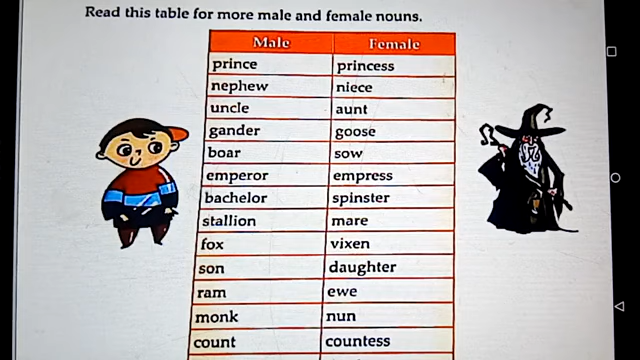 Read this table for more male and female nouns.
Male Female
prince princess
nephew niece
uncle aunt
gander goose
boar sow
emperor empress
bachelor spinster
stallion mare
fox vixen
son daughter
ram ewe
monk nun
count countess